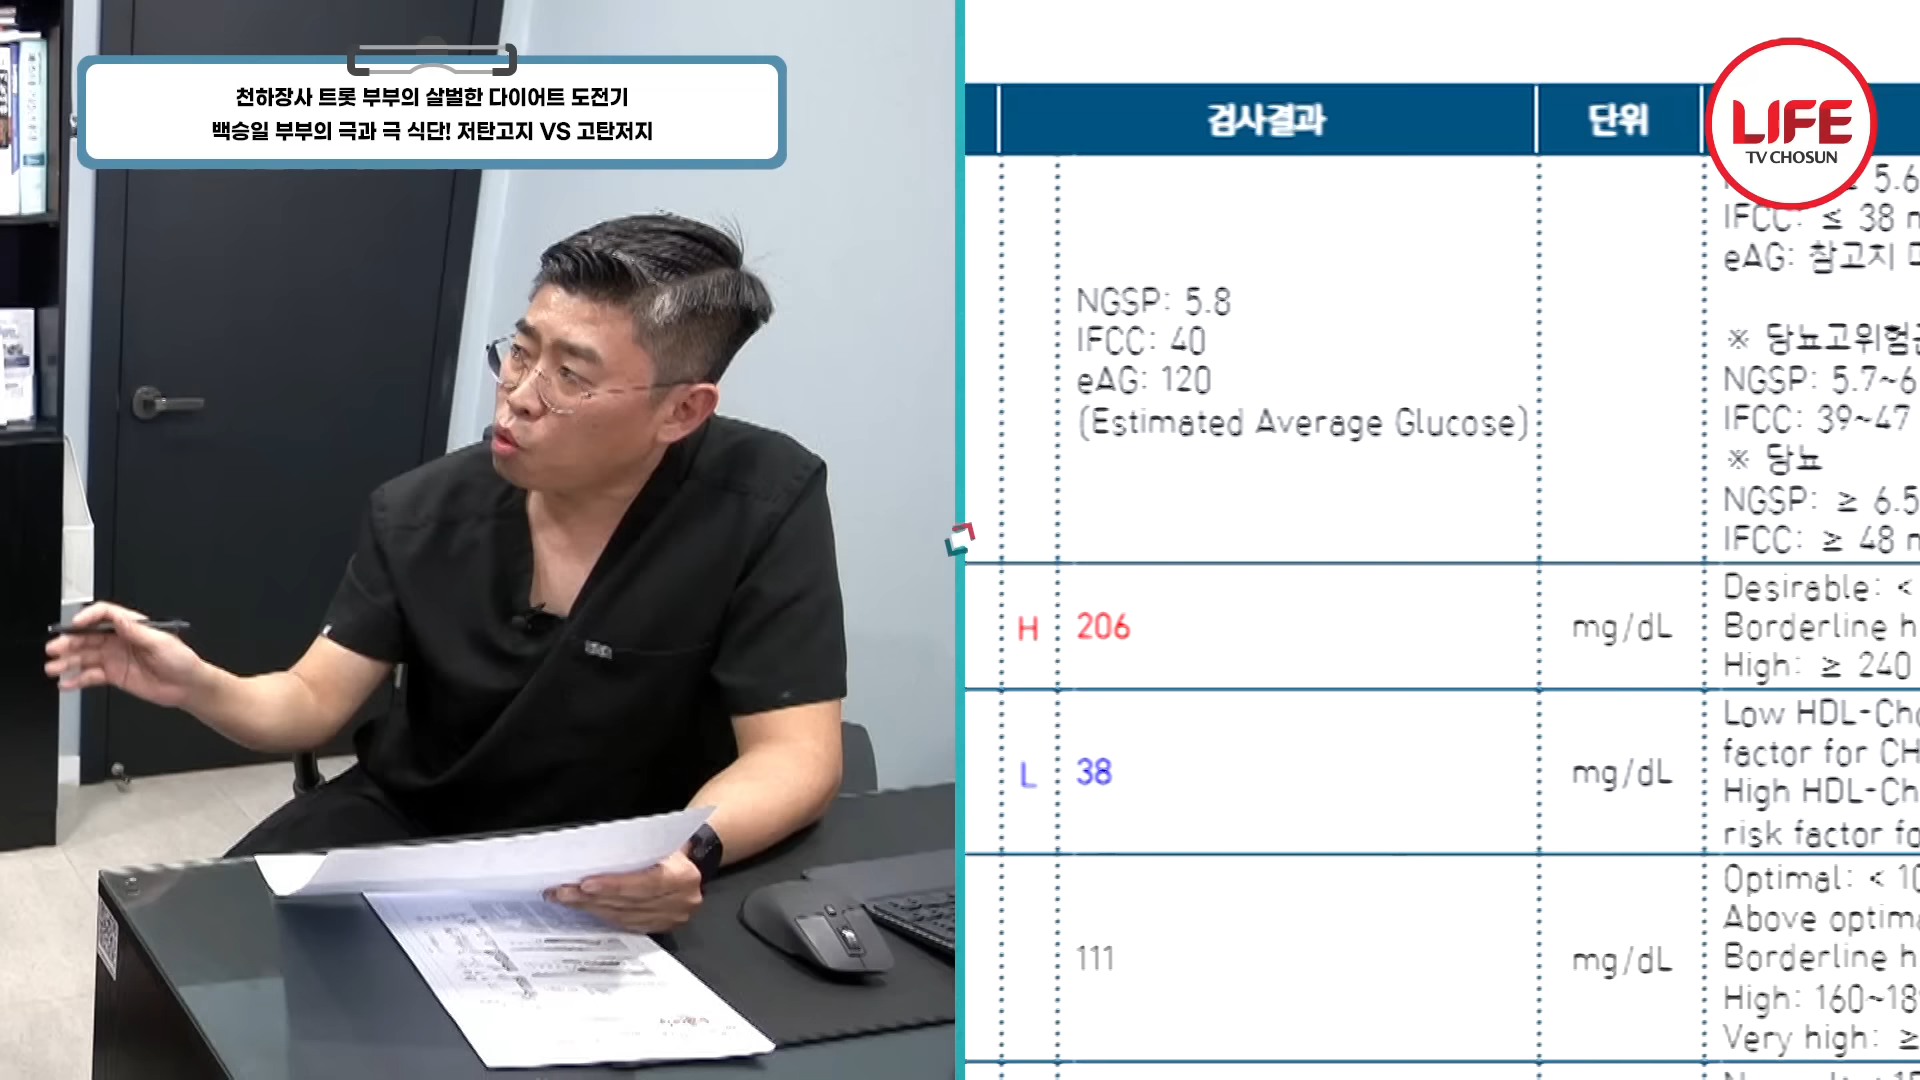 천하장사 트롯 부부의 살벌한 다이어트 도전기
백승일 부부의 극과 극 식단! 저탄고지 VS 고탄저지
LIFE
TV CHOSUN
검사결과
단위
NGSP: 5.8
IFCC: 40
eAG: 120
(Estimated Average Glucose)
5.6
IFCC: ≤ 38
eAG: 참고치
※ 당뇨고위험군
NGSP: 5.7~6
IFCC: 39~47
※ 당뇨
NGSP: ≥ 6.5
IFCC: ≥ 48
H
206
mg/dL
Desirable: <
Borderline h
High: ≥ 240
L
38
mg/dL
Low HDL-Cho
factor for CH
High HDL-Ch
risk factor fo
111
mg/dL
Optimal: < 10
Above optima
Borderline h
High: 160~18
Very high: ≥